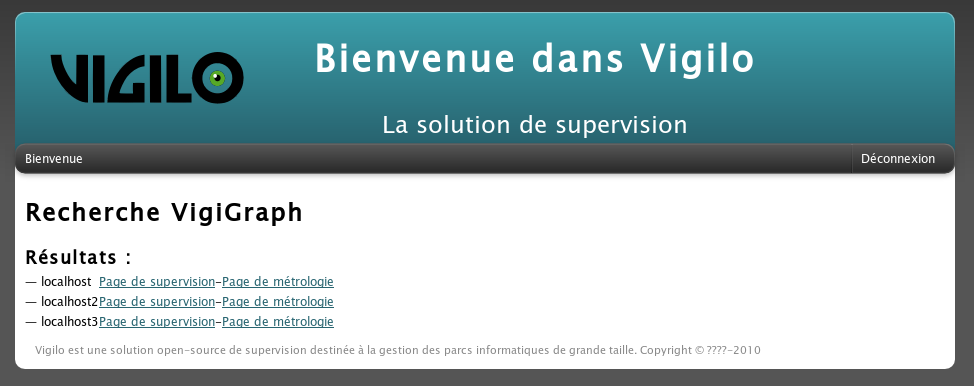 VIGILO
Bienvenue dans Vigilo
La solution de supervision
Bienvenue
Déconnexion
Recherche VigiGraph
Résultats :
— localhost Page de supervision-Page de métrologie
— localhost2Page de supervision-Page de métrologie
— localhost3Page de supervision-Page de métrologie
Vigilo est une solution open-source de supervision destinée à la gestion des parcs informatiques de grande taille. Copyright © ????-2010